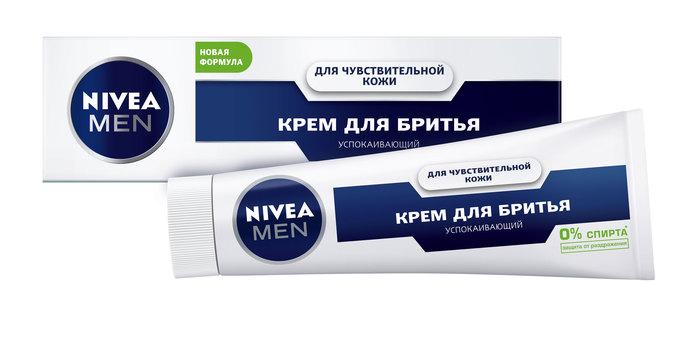 НОВАЯ
ФОРМУЛА
NIVEA
MEN
ДЛЯ ЧУВСТВИТЕЛЬНОЙ
КОЖИ
КРЕМ ДЛЯ БРИТЬЯ
УСПОКАИВАЮЩИЙ
NIVEA
MEN
ДЛЯ ЧУВСТВИТЕЛЬНОЙ
КОЖИ
КРЕМ ДЛЯ БРИТЬЯ
УСПОКАИВАЮЩИЙ
0% СПИРТА*
защита от раздражения